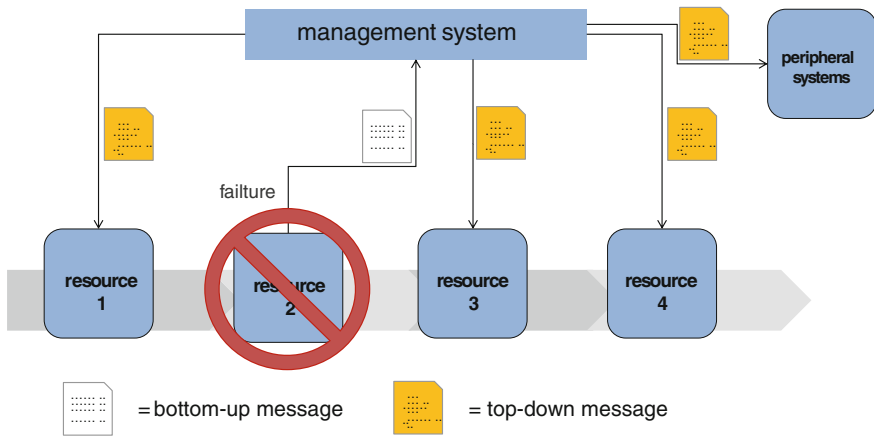 management system
peripheral
systems
failture
resource
1
resource
2
resource
3
resource
4
= bottom-up message
= top-down message